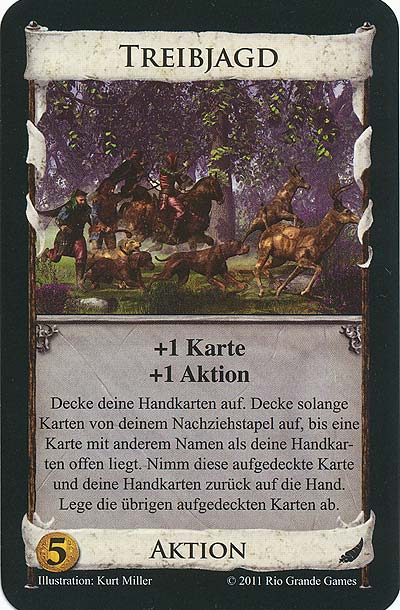 TREIBJAGD
+1 Karte
+1 Aktion
Decke deine Handkarten auf. Decke solange
Karten von deinem Nachziehstapel auf, bis eine
Karte mit anderem Namen als deine Handkar-
ten offen liegt. Nimm diese aufgedeckte Karte
und deine Handkarten zurück auf die Hand.
Lege die übrigen aufgedeckten Karten ab.
5 AKTION
Illustration: Kurt Miller © 2011 Rio Grande Games